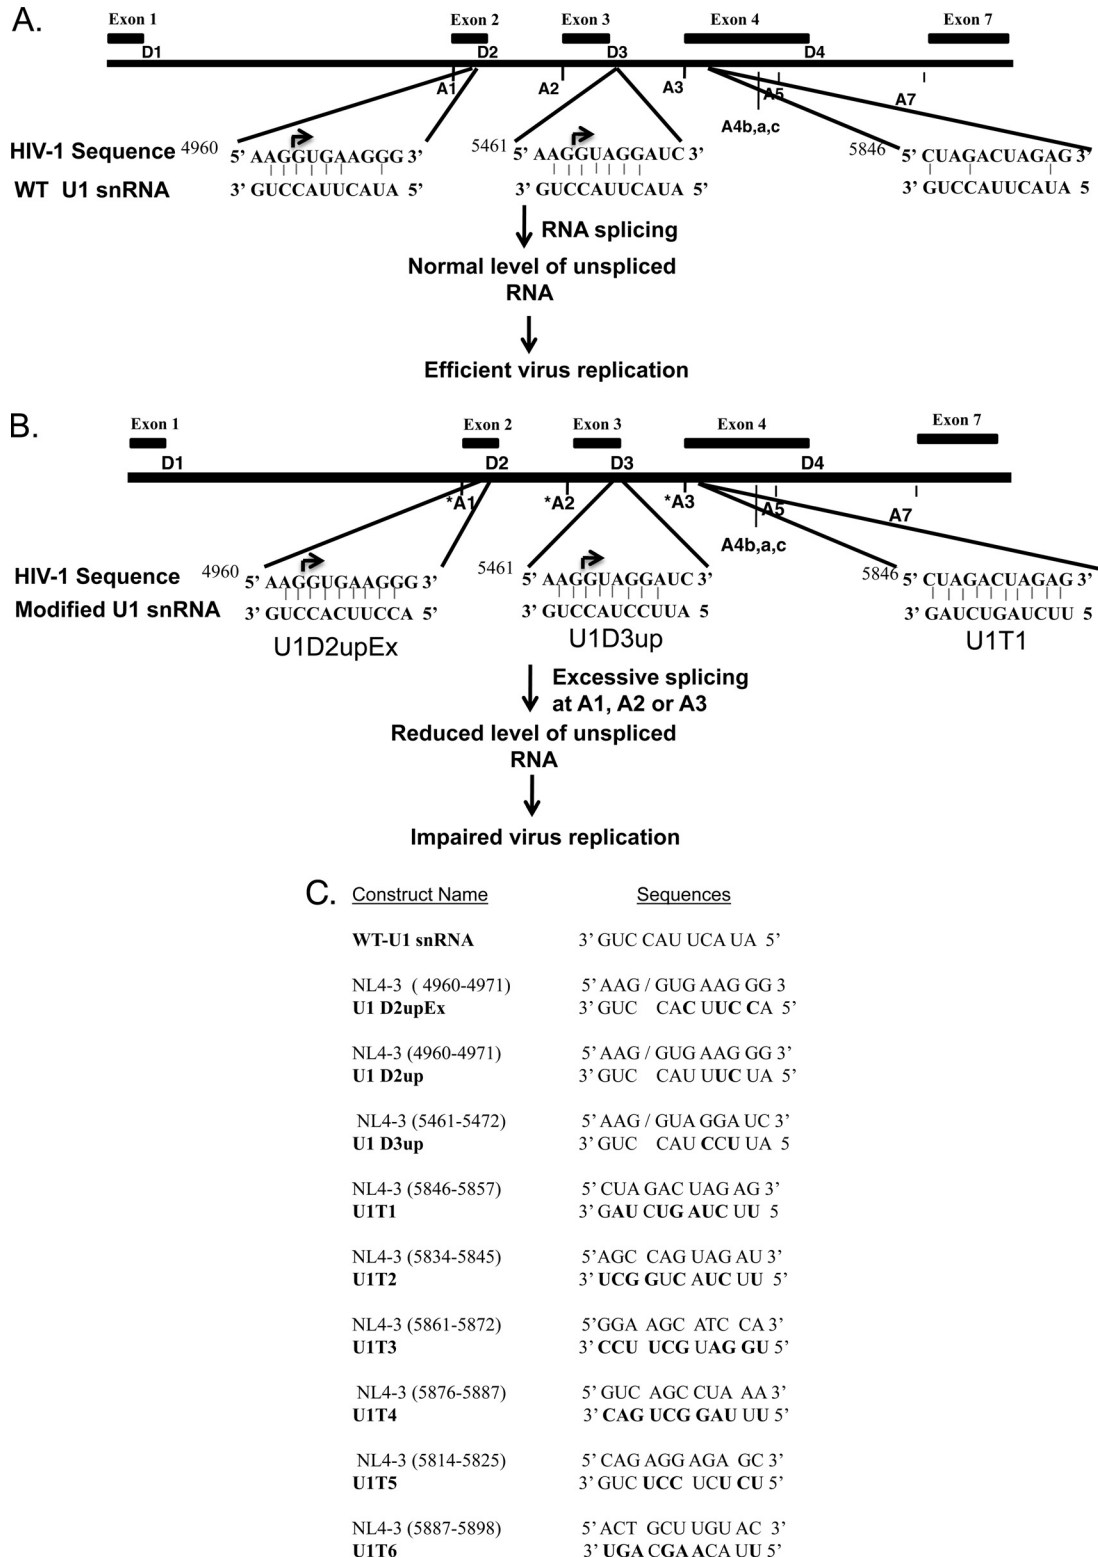 A.
Exon 1 Exon 2 Exon 3 Exon 4 Exon 7
D1 D2 D3 D4
A1 A2 A3 A5 A7
A4b,a,c
4960 5461 5846
HIV-1 Sequence 5’ AAGGUGAAGGG 3’ 5’ AAGGUAGGAUC 3’ 5’ CUAGACUAGAG 3’
WT U1 snRNA 3’ GUCCAUUCAUA 5’ 3’ GUCCAUUCAUA 5’ 3’ GUCCAUUCAUA 5
RNA splicing
Normal level of unspliced
RNA
Efficient virus replication
B.
Exon 1 Exon 2 Exon 3 Exon 4 Exon 7
D1 D2 D3 D4
*A1 *A2 *A3 A5 A7
A4b,a,c
4960 5461 5846
HIV-1 Sequence 5’ AAGGUGAAGGG 3’ 5’ AAGGUAGGAUC 3’ 5’ CUAGACUAGAG 3’
Modified U1 snRNA 3’ GUCCACUUCCA 5’ 3’ GUCCAUCCUUA 5 3’ GAUCUGAUCUU 5
U1D2upEx U1D3up U1T1
Excessive splicing
at A1, A2 or A3
Reduced level of unspliced
RNA
Impaired virus replication
C.
Construct Name Sequences
WT-U1 snRNA 3’ GUC CAU UCA UA 5’
NL4-3 ( 4960-4971) 5’ AAG / GUG AAG GG 3
U1 D2upEx 3’ GUC CAC UUC CA 5’
NL4-3 (4960-4971) 5’ AAG / GUG AAG GG 3’
U1 D2up 3’ GUC CAU UUC UA 5’
NL4-3 (5461-5472) 5’ AAG / GUA GGA UC 3’
U1 D3up 3’ GUC CAU CCU UA 5
NL4-3 (5846-5857) 5’ CUA GAC UAG AG 3’
U1T1 3’ GAU CUG AUC UU 5
NL4-3 (5834-5845) 5’AGC CAG UAG AU 3’
U1T2 3’ UCG GUC AUC UU 5’
NL4-3 (5861-5872) 5’GGA AGC ATC CA 3’
U1T3 3’ CCU UCG UAG GU 5’
NL4-3 (5876-5887) 5’ GUC AGC CUA AA 3’
U1T4 3’ CAG UCG GAU UU 5’
NL4-3 (5814-5825) 5’ CAG AGG AGA GC 3’
U1T5 3’ GUC UCC UCU CU 5’
NL4-3 (5887-5898) 5’ ACT GCU UGU AC 3’
U1T6 3’ UGA CGAACA UU 5’